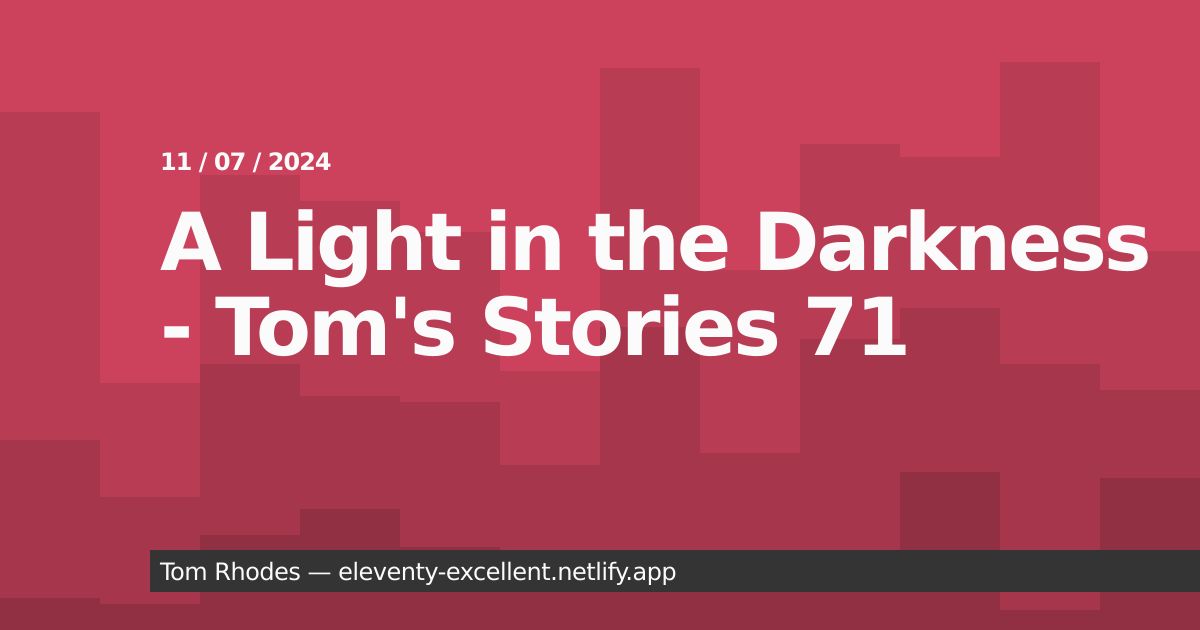 11 / 07 / 2024
A Light in the Darkness
- Tom's Stories 71
Tom Rhodes — eleventy-excellent.netlify.app